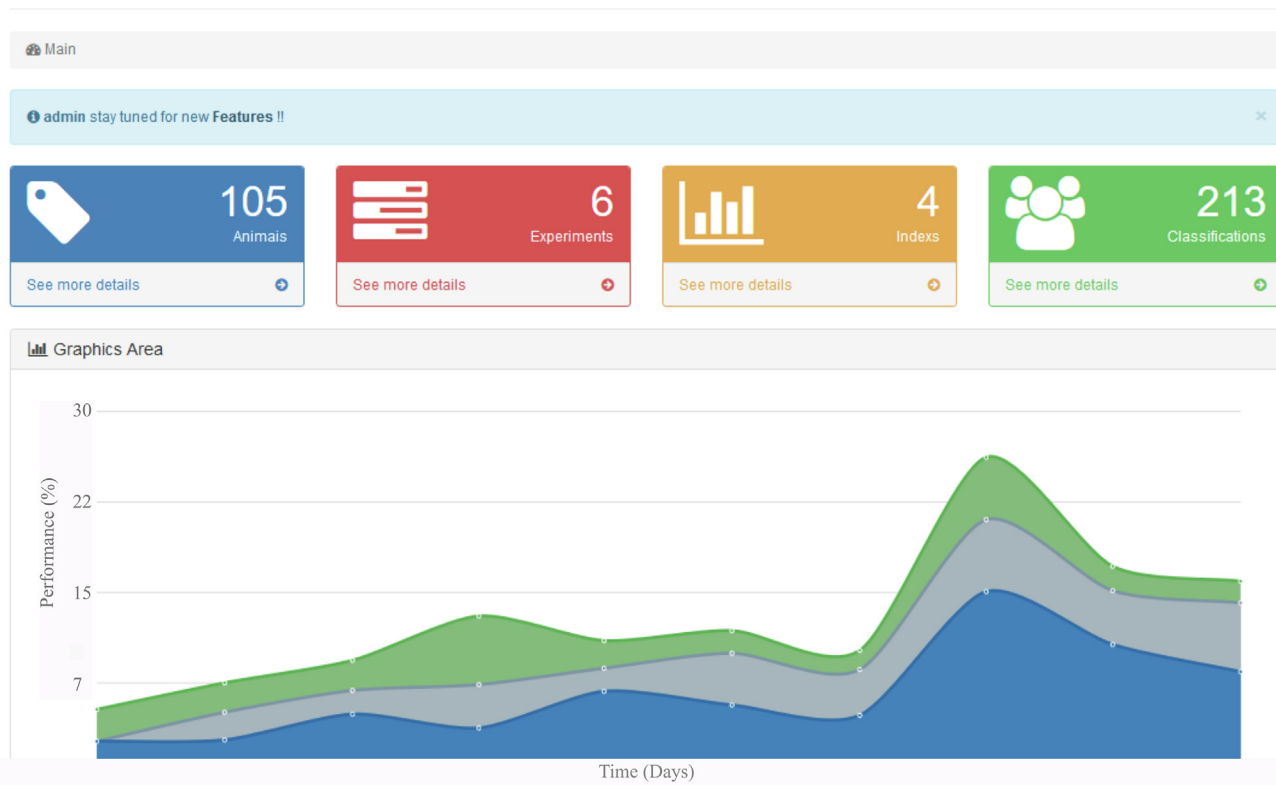 Main
admin stay tuned for new Features !!
×
105
Animais
See more details
6
Experiments
See more details
4
Indexs
See more details
213
Classifications
See more details
Graphics Area
30
22
15
7
Performance (%)
Time (Days)